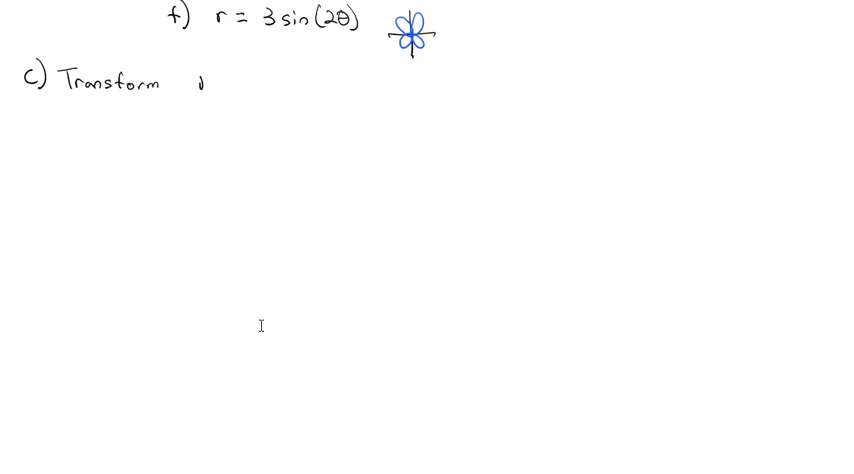 f) r = 3 sin(2θ)
c) Transform